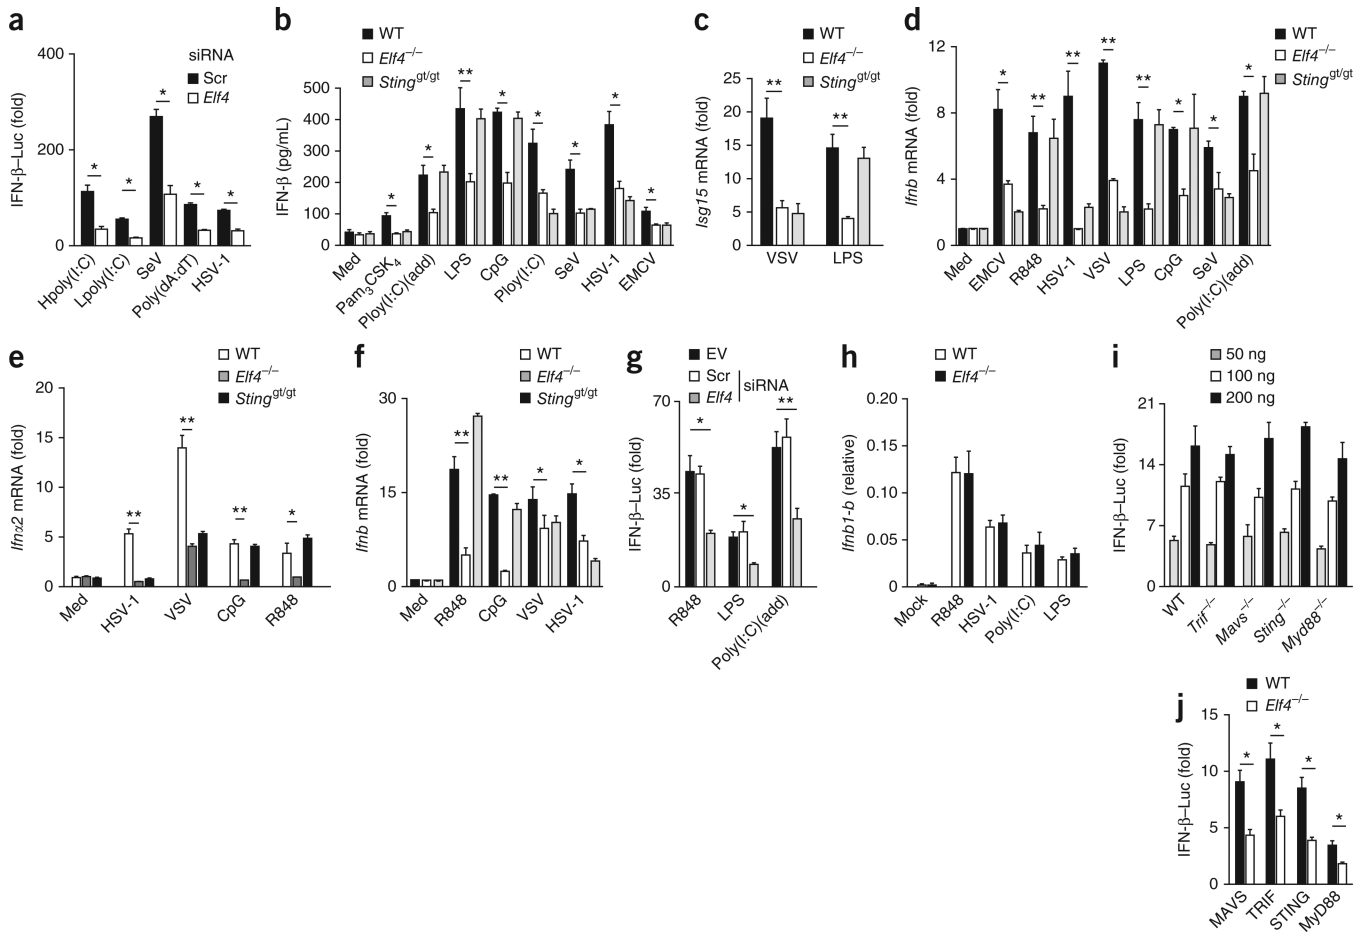 a
siRNA
Scr
Elf4
IFN-β–Luc (fold)
400
200
0
* * * * *
Hpoly(I:C)
Lpoly(I:C)
SeV
Poly(dA:dT)
HSV-1
b
WT
Elf4–/–
Stinggt/gt
IFN-β (pg/mL)
500
400
300
200
100
0
* * ** * * * * *
Med
Pam3CSK4
Ploy(I:C)(add)
LPS
CpG
Ploy(I:C)
SeV
HSV-1
EMCV
c
WT
Elf4–/–
Stinggt/gt
Isg15 mRNA (fold)
25
20
15
10
5
0
** **
VSV
LPS
d
WT
Elf4–/–
Stinggt/gt
Ifnb mRNA (fold)
12
8
4
0
* ** ** ** ** * * *
Med
EMCV
R848
HSV-1
VSV
LPS
CpG
SeV
Poly(I:C)(add)
e
WT
Elf4–/–
Stinggt/gt
Ifnα2 mRNA (fold)
20
15
10
5
0
** ** ** *
Med
HSV-1
VSV
CpG
R848
f
WT
Elf4–/–
Stinggt/gt
Ifnb mRNA (fold)
30
15
0
** ** * *
Med
R848
CpG
VSV
HSV-1
g
EV
Scr
Elf4
siRNA
IFN-β–Luc (fold)
70
35
0
* * **
R848
LPS
Poly(I:C)(add)
h
WT
Elf4–/–
Ifnb1-b (relative)
0.20
0.15
0.10
0.05
0
Mock
R848
HSV-1
Poly(I:C)
LPS
i
50 ng
100 ng
200 ng
IFN-β–Luc (fold)
21
14
7
0
WT
Trif–/–
Mavs–/–
Sting–/–
Myd88–/–
j
WT
Elf4–/–
IFN-β–Luc (fold)
15
10
5
0
* * * *
MAVS
TRIF
STING
MyD88